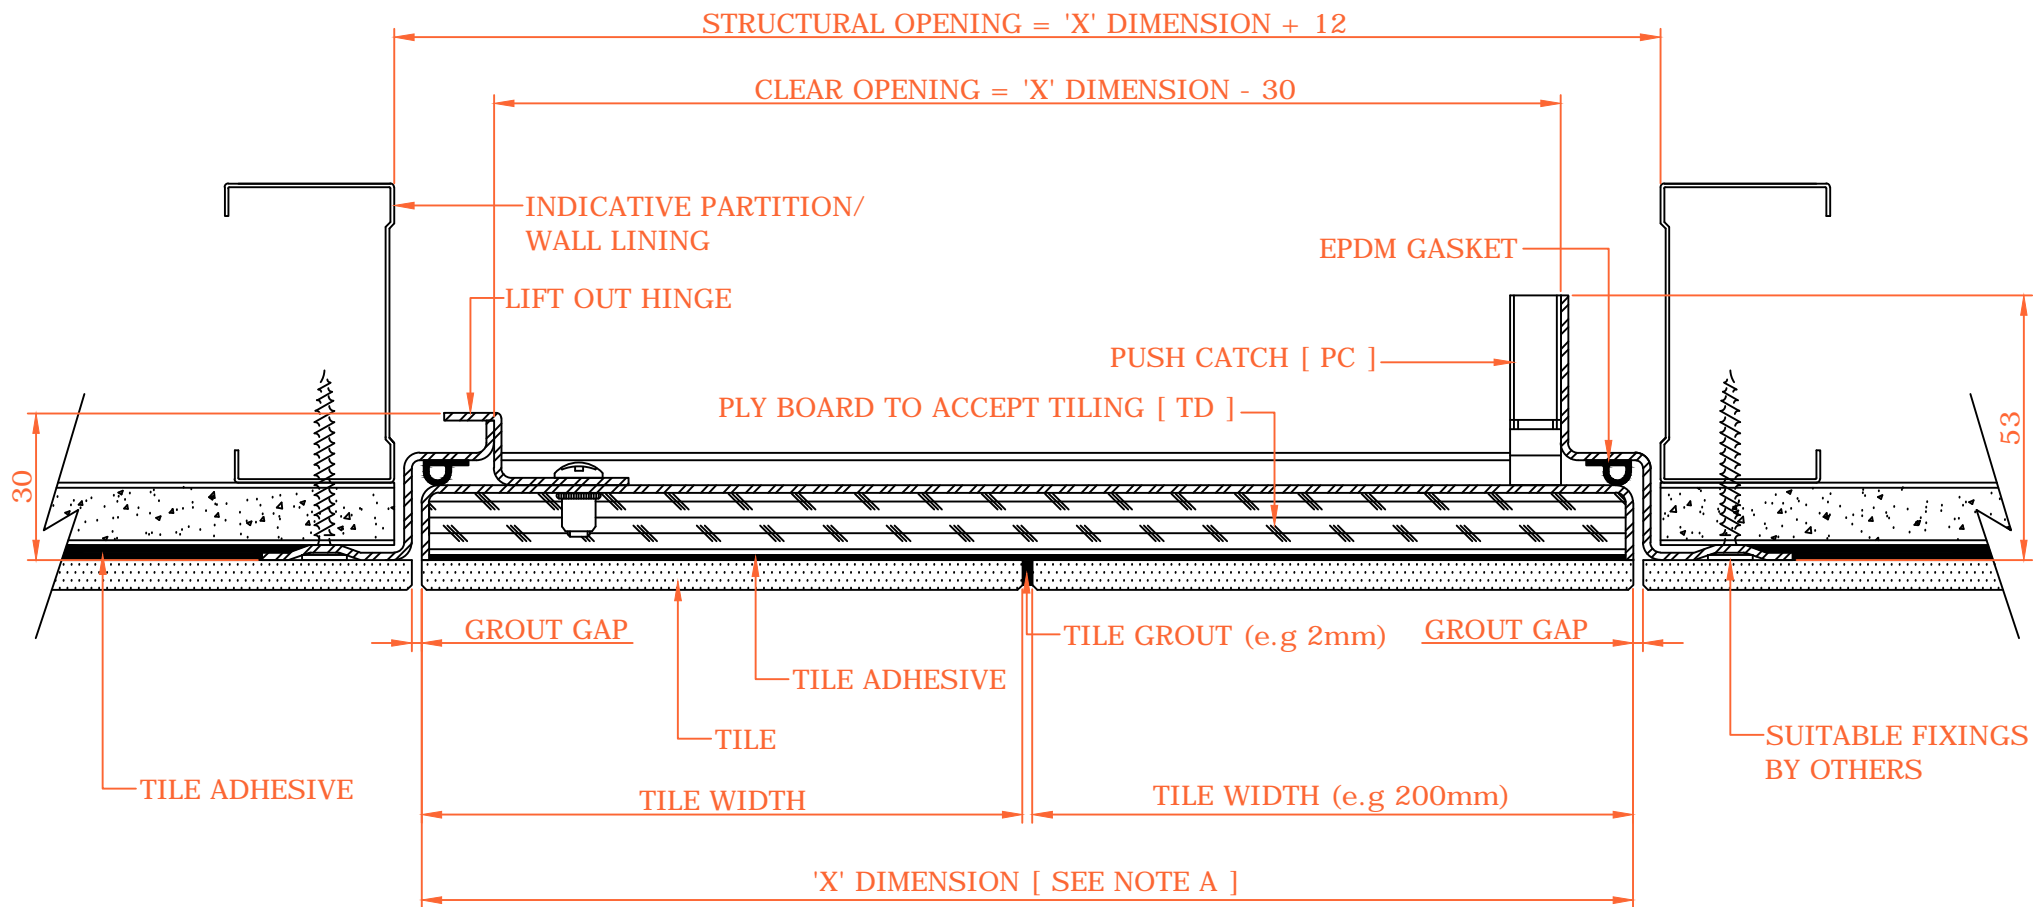 STRUCTURAL OPENING = 'X' DIMENSION + 12
CLEAR OPENING = 'X' DIMENSION - 30
INDICATIVE PARTITION/
WALL LINING
EPDM GASKET
LIFT OUT HINGE
PUSH CATCH [ PC ]
PLY BOARD TO ACCEPT TILING [ TD ]
53
30
GROUT GAP
TILE GROUT (e.g 2mm)
GROUT GAP
TILE ADHESIVE
TILE
SUITABLE FIXINGS
BY OTHERS
TILE ADHESIVE
TILE WIDTH
TILE WIDTH (e.g 200mm)
'X' DIMENSION [ SEE NOTE A ]